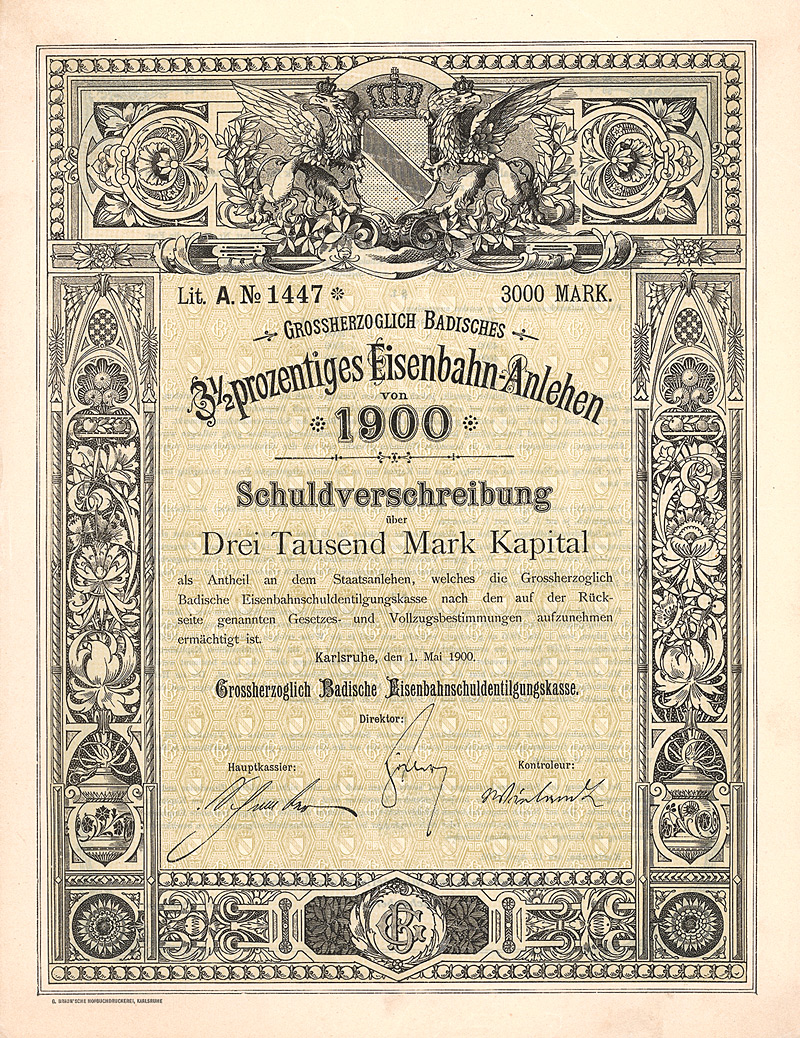 Lit. A. No 1447 * 3000 MARK.
GROSSHERZOGLICH BADISCHES
3½ prozentiges Eisenbahn-Anlehen
von
1900
Schuldverschreibung
über
Drei Tausend Mark Kapital
als Antheil an dem Staatsanlehen, welches die Grossherzoglich
Badische Eisenbahnschuldentilgungskasse nach den auf der Rück-
seite genannten Gesetzes- und Vollzugsbestimmungen aufzunehmen
ermächtigt ist.
Karlsruhe, den 1. Mai 1900.
Grossherzoglich Badische Eisenbahnschuldentilgungskasse.
Direktor:
Hauptkassier: Kontroleur:
G. BRAUN'SCHE HOFBUCHDRUCKEREI, KARLSRUHE